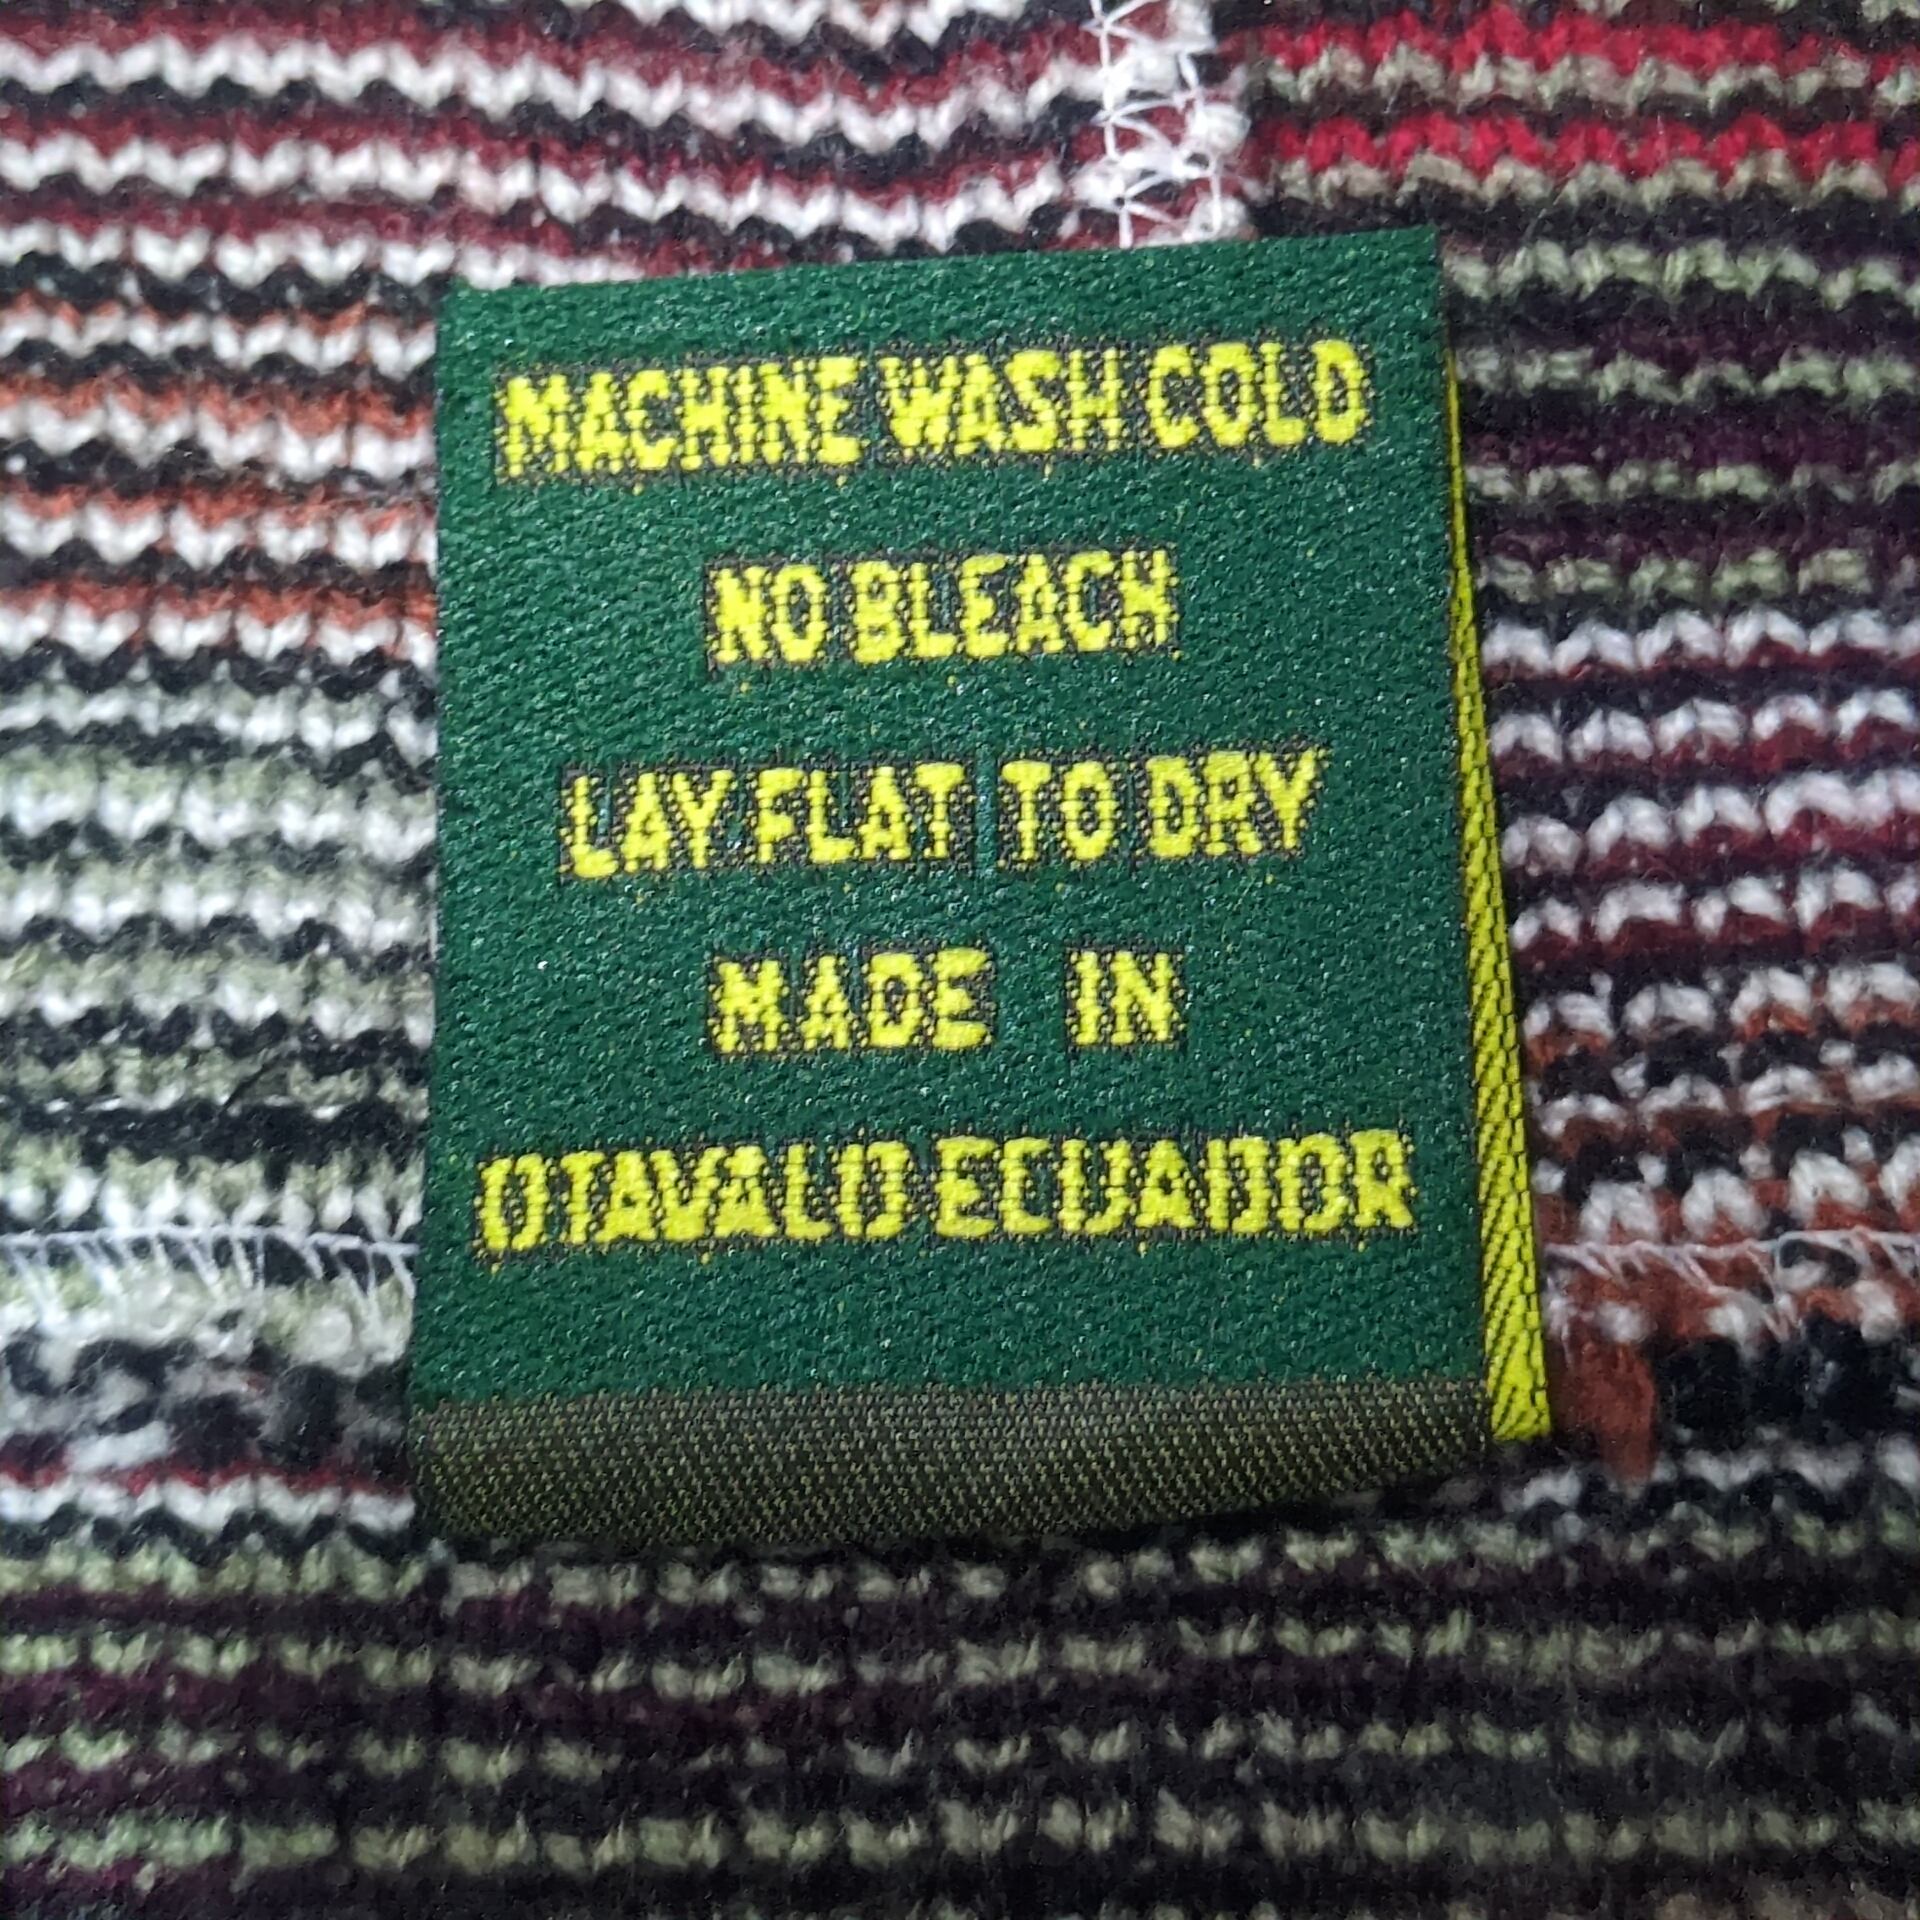 MACHINE WASH COLD
NO BLEACH
LAY FLAT TO DRY
MADE IN
OTAVALO ECUADOR